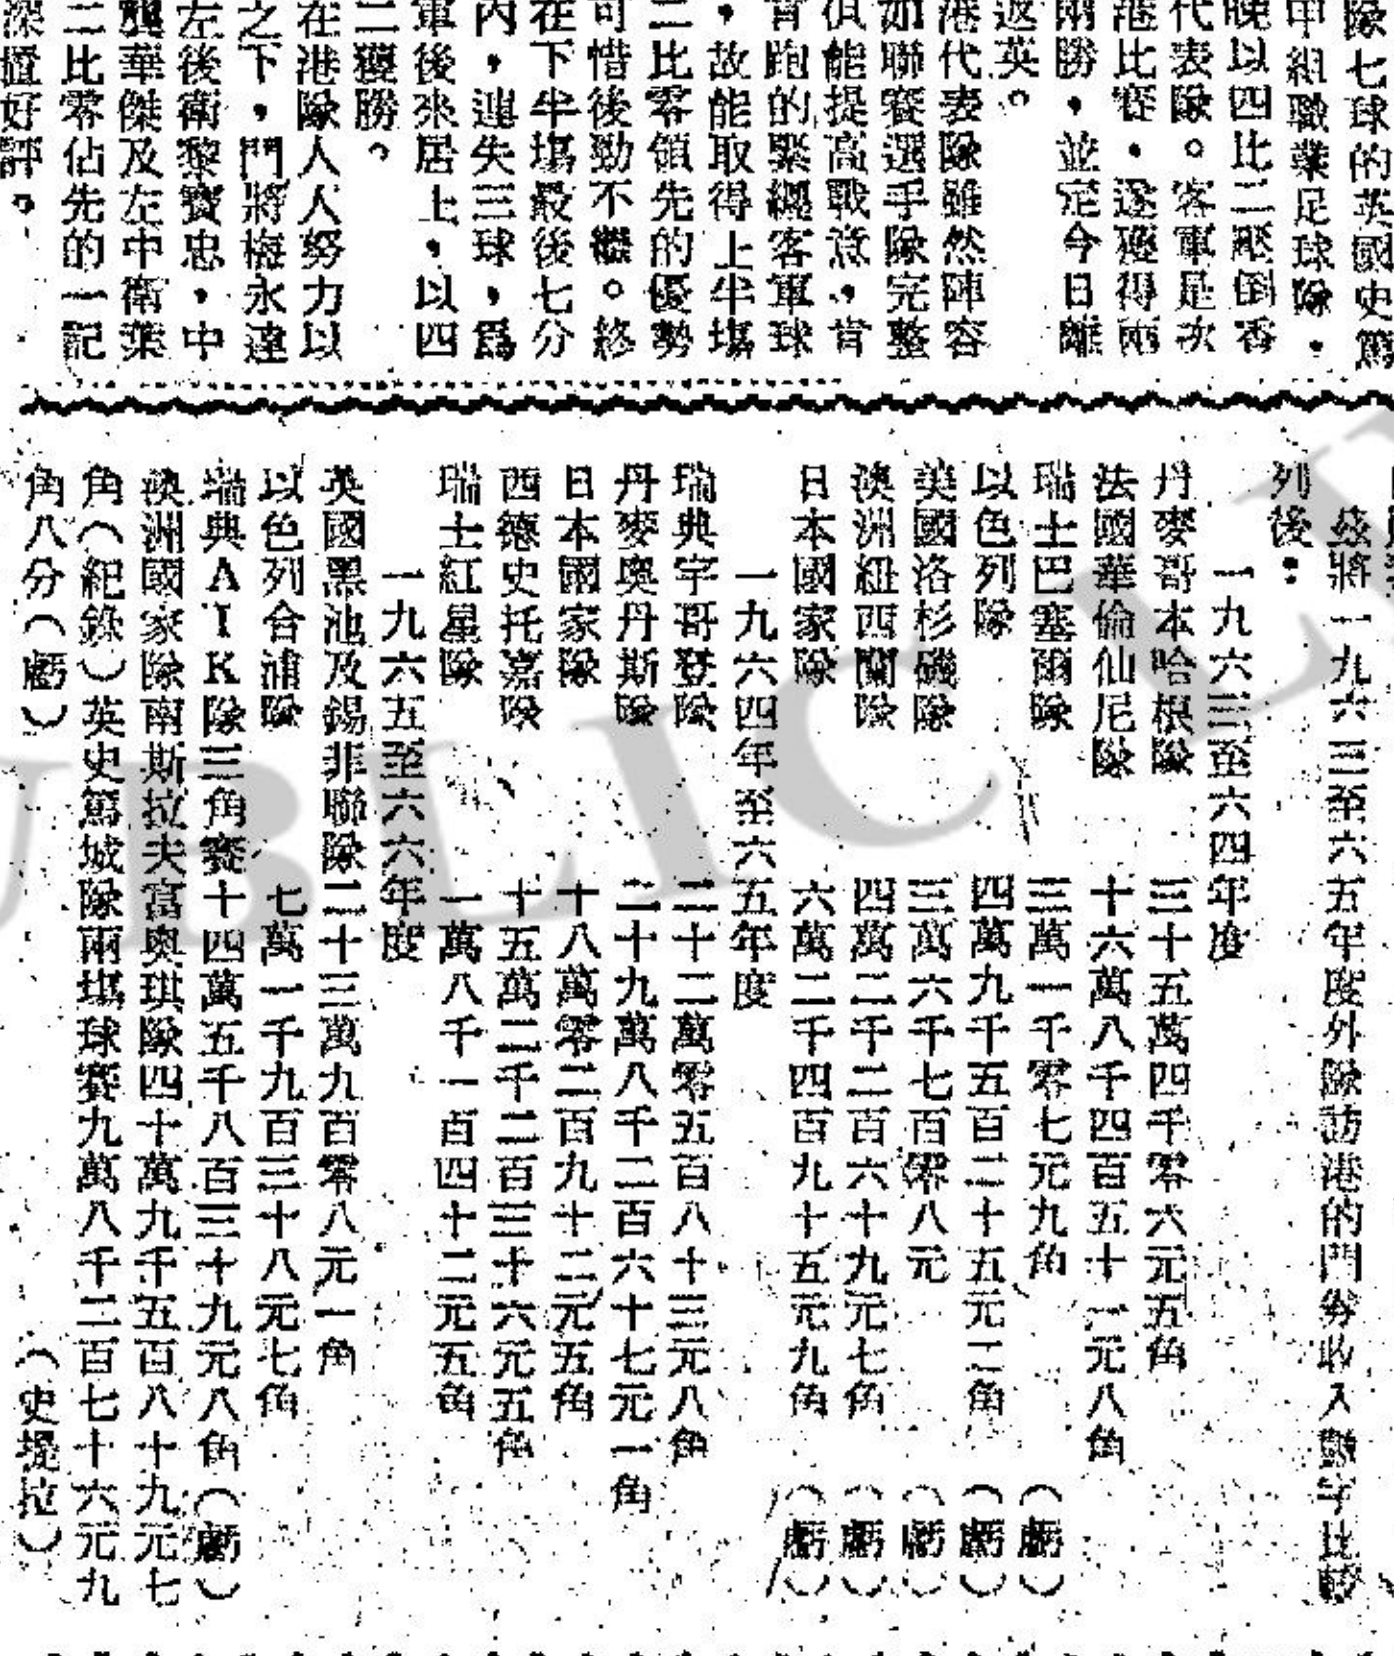 隊七球的英國史篤
甲組職業足球隊，
晚以四比二壓倒香
代表隊。客軍是次
港比賽，遂獲得兩
兩勝，並定今日離
返英。
港代表隊雖然陣容
如聯賽選手隊完整
俱能提高戰意，肯
肯跑的緊纏客軍球
，故能取得上半場
二比零領先的優勢
可惜後勁不繼。終
在下半場最後七分
內，連失三球，爲
軍後來居上，以四
二獲勝。
在港隊人人努力以
之下，門將梅永達
左後衛黎寶忠，中
龔華傑及左中衛葉
二比零佔先的一記
深值好評。
茲將一九六三至六五年度外隊訪港的門券收入數字比較
列後：
一九六三至六四年度
丹麥哥本哈根隊　三十五萬四千零六元五角
法國華倫仙尼隊　十六萬八千四百五十一元八角
瑞士巴塞爾隊　三萬一千零七元九角　（虧）
以色列隊　四萬九千五百二十五元二角　（虧）
美國洛杉磯隊　三萬六千七百零八元　（虧）
澳洲紐西蘭隊　四萬二千二百六十九元七角　（虧）
日本國家隊　六萬二千四百九十五元九角　（虧）
一九六四年至六五年度
瑞典宇哥登隊　二十二萬零五百八十三元八角
丹麥奧丹斯隊　二十九萬八千二百六十七元一角
日本國家隊　十八萬零二百九十二元五角
西德史托嘉隊　十五萬二千二百三十六元五角
瑞士紅星隊　一萬八千一百四十二元五角
一九六五至六六年度
英國黑池及錫菲聯隊二十三萬九百零八元一角
以色列合浦隊　七萬一千九百三十八元七角
瑞典AIK隊三角賽十四萬五千八百三十九元八角（虧）
澳洲國家隊南斯拉夫富奧琪隊四十萬九千五百八十九元七
角（紀錄）英史篤城隊兩場球賽九萬八千二百七十六元九
角八分（虧）　（史堤拉）
PUBLIC LI